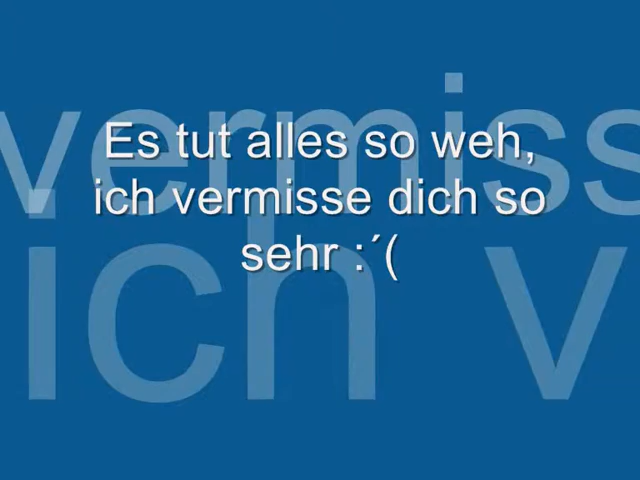 Es tut alles so weh,
ich vermisse dich so
sehr :´(
vermiss
ich v